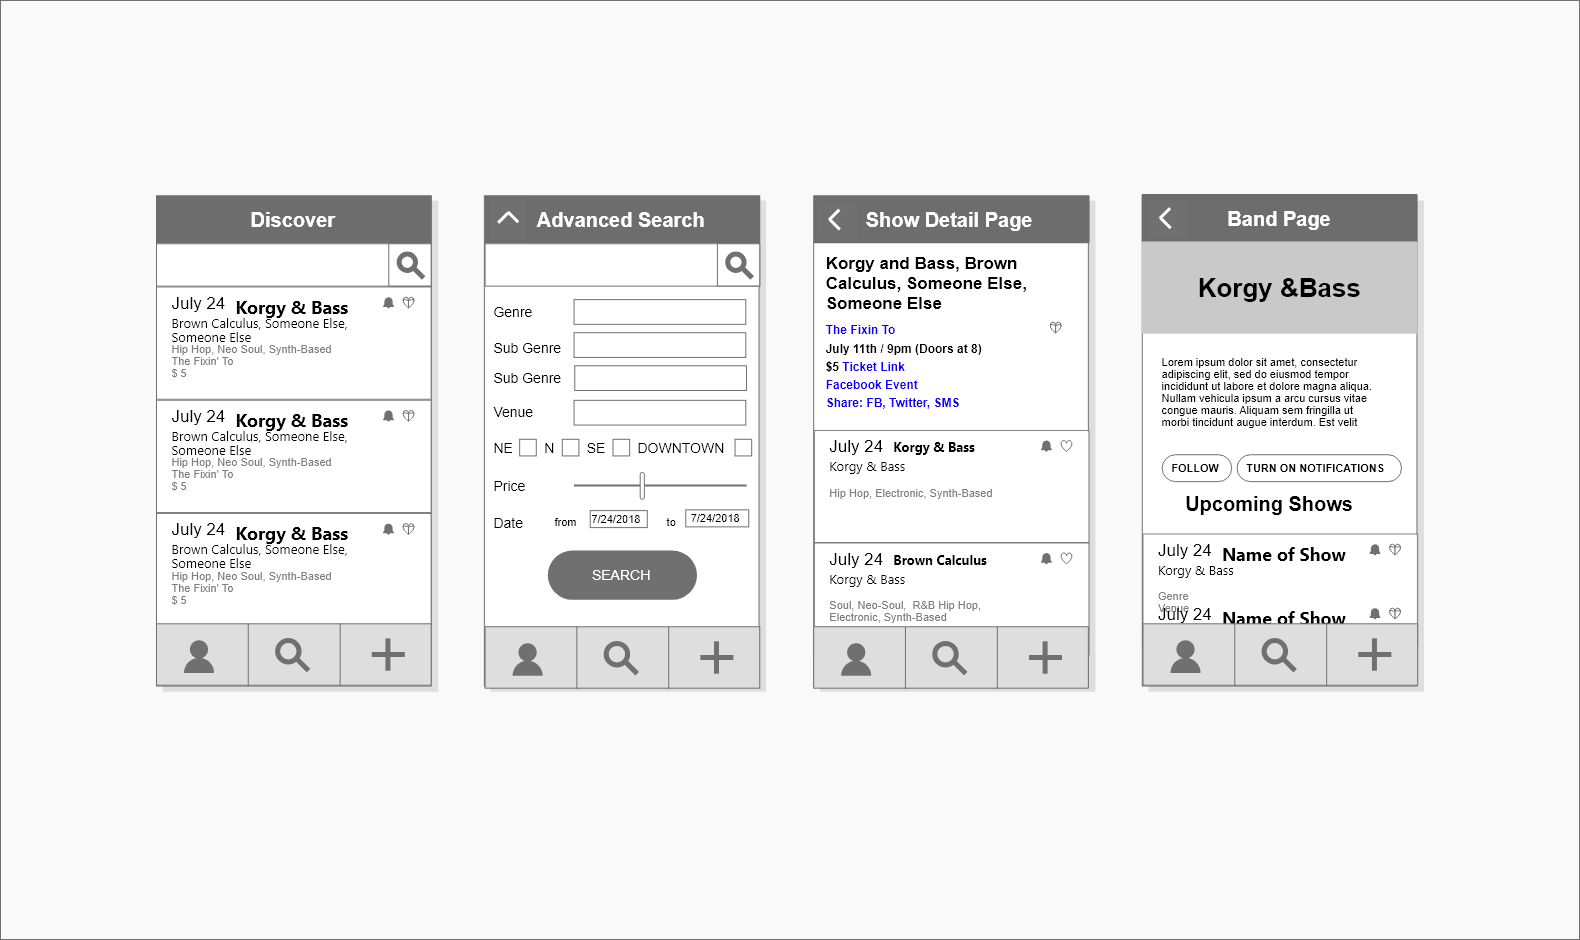 Discover
July 24 Korgy & Bass
Brown Calculus, Someone Else,
Someone Else
Hip Hop, Neo Soul, Synth-Based
The Fixin' To
$ 5
July 24 Korgy & Bass
Brown Calculus, Someone Else,
Someone Else
Hip Hop, Neo Soul, Synth-Based
The Fixin' To
$ 5
July 24 Korgy & Bass
Brown Calculus, Someone Else,
Someone Else
Hip Hop, Neo Soul, Synth-Based
The Fixin' To
$ 5
Advanced Search
Genre
Sub Genre
Sub Genre
Venue
NE N SE DOWNTOWN
Price
Date from 7/24/2018 to 7/24/2018
SEARCH
Show Detail Page
Korgy and Bass, Brown
Calculus, Someone Else,
Someone Else
The Fixin To
July 11th / 9pm (Doors at 8)
$5 Ticket Link
Facebook Event
Share: FB, Twitter, SMS
July 24 Korgy & Bass
Korgy & Bass
Hip Hop, Electronic, Synth-Based
July 24 Brown Calculus
Korgy & Bass
Soul, Neo-Soul, R&B Hip Hop,
Electronic, Synth-Based
Band Page
Korgy &Bass
Lorem ipsum dolor sit amet, consectetur
adipiscing elit, sed do eiusmod tempor
incididunt ut labore et dolore magna aliqua.
Nullam vehicula ipsum a arcu cursus vitae
congue mauris. Aliquam sem fringilla ut
morbi tincidunt augue interdum. Est velit
FOLLOW TURN ON NOTIFICATIONS
Upcoming Shows
July 24 Name of Show
Korgy & Bass
Genre
Venue
July 24 Name of Show